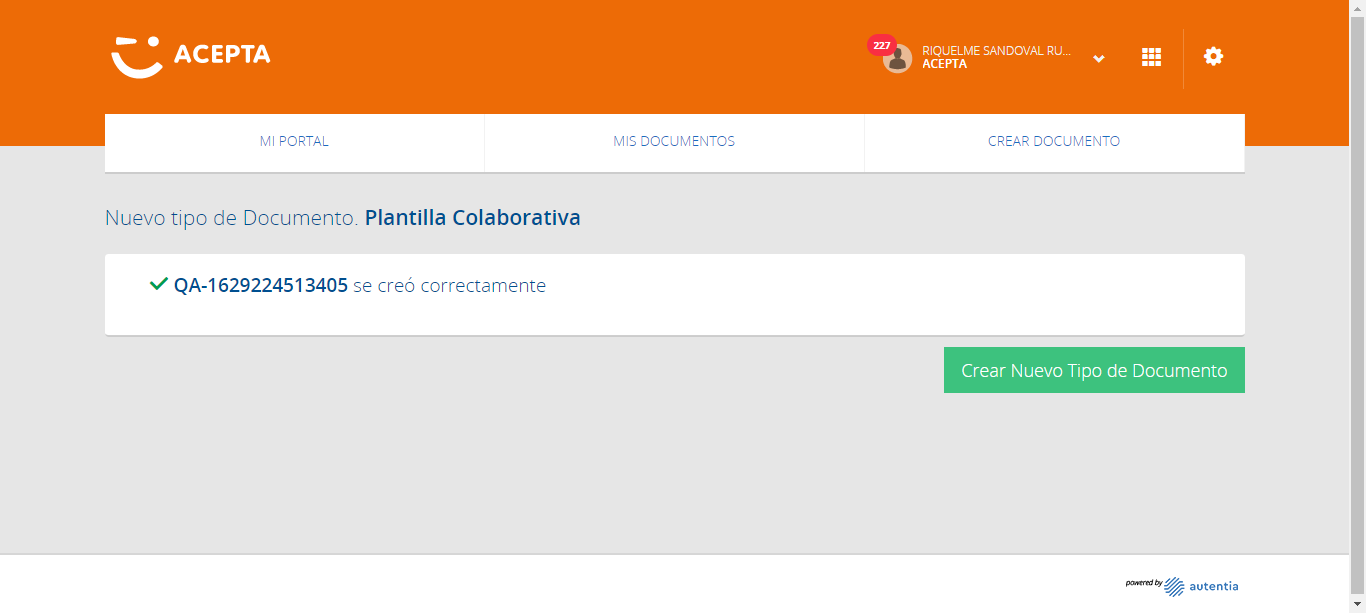 ACEPTA
227
RIQUELME SANDOVAL RU...
ACEPTA
MI PORTAL
MIS DOCUMENTOS
CREAR DOCUMENTO
Nuevo tipo de Documento. Plantilla Colaborativa
QA-1629224513405 se creó correctamente
Crear Nuevo Tipo de Documento
powered by autentia